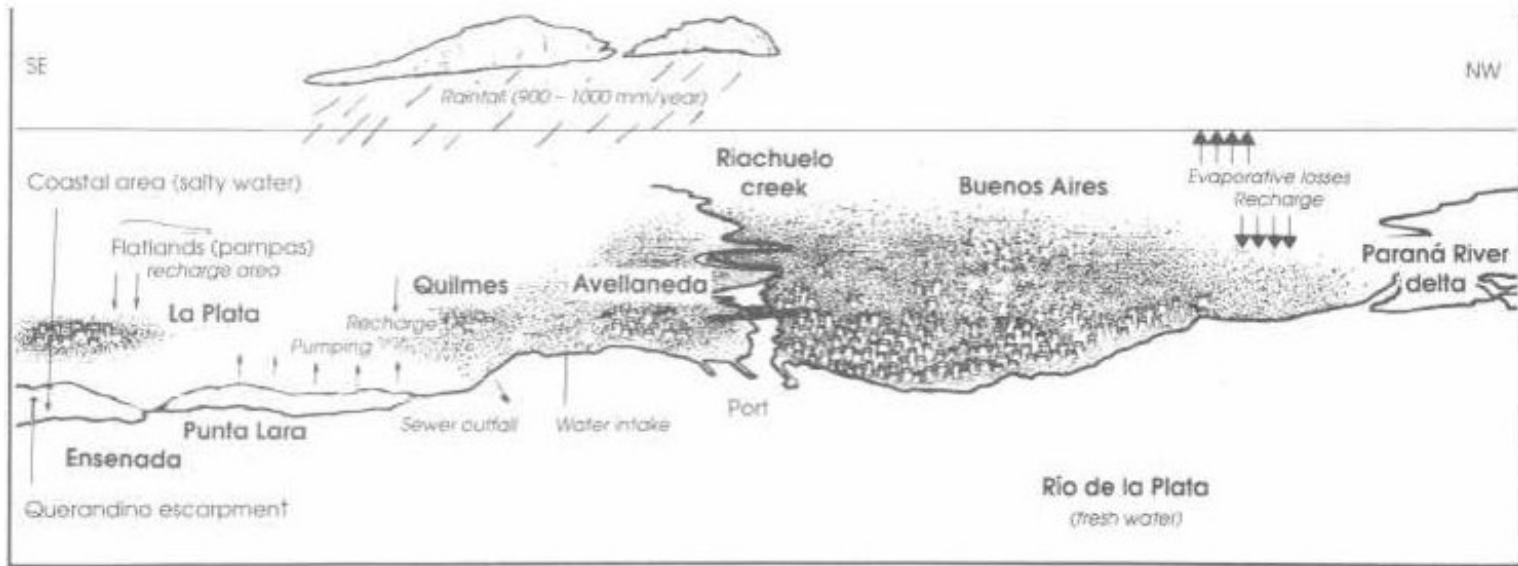 SE
NW
Rainfall (900 – 1000 mm/year)
Coastal area (salty water)
Riachuelo
creek
Buenos Aires
Evaporative losses
Recharge
Flatlands (pampas)
recharge area
Paraná River
delta
Quilmes
Avellaneda
La Plata
Recharge
Pumping
Sewer outfall
Water intake
Port
Punta Lara
Ensenada
Querandino escarpment
Río de la Plata
(fresh water)